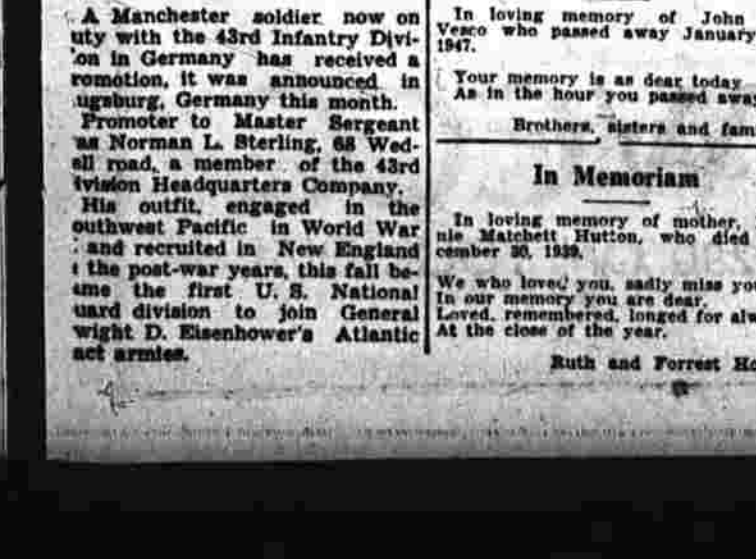 A Manchester soldier now on
uty with the 43rd Infantry Divi-
on in Germany has received a
romotion, it was announced in
ugsburg, Germany this month.
Promoter to Master Sergeant
as Norman L. Sterling, 68 Wed-
ell road, a member of the 43rd
ivision Headquarters Company.
His outfit, engaged in the
outhwest Pacific in World War
: and recruited in New England
the post-war years, this fall be-
ame the first U. S. National
uard division to join General
wight D. Eisenhower's Atlantic
act armies.
In loving memory of John
Vesco who passed away January
1947.
Your memory is as dear today
As in the hour you passed away
Brothers, sisters and fam
In Memoriam
In loving memory of mother,
nie Matchett Hutton, who died
cember 30, 1939.
We who loved you, sadly miss you
In our memory you are dear,
Loved, remembered, longed for alw
At the close of the year.
Ruth and Forrest Ho